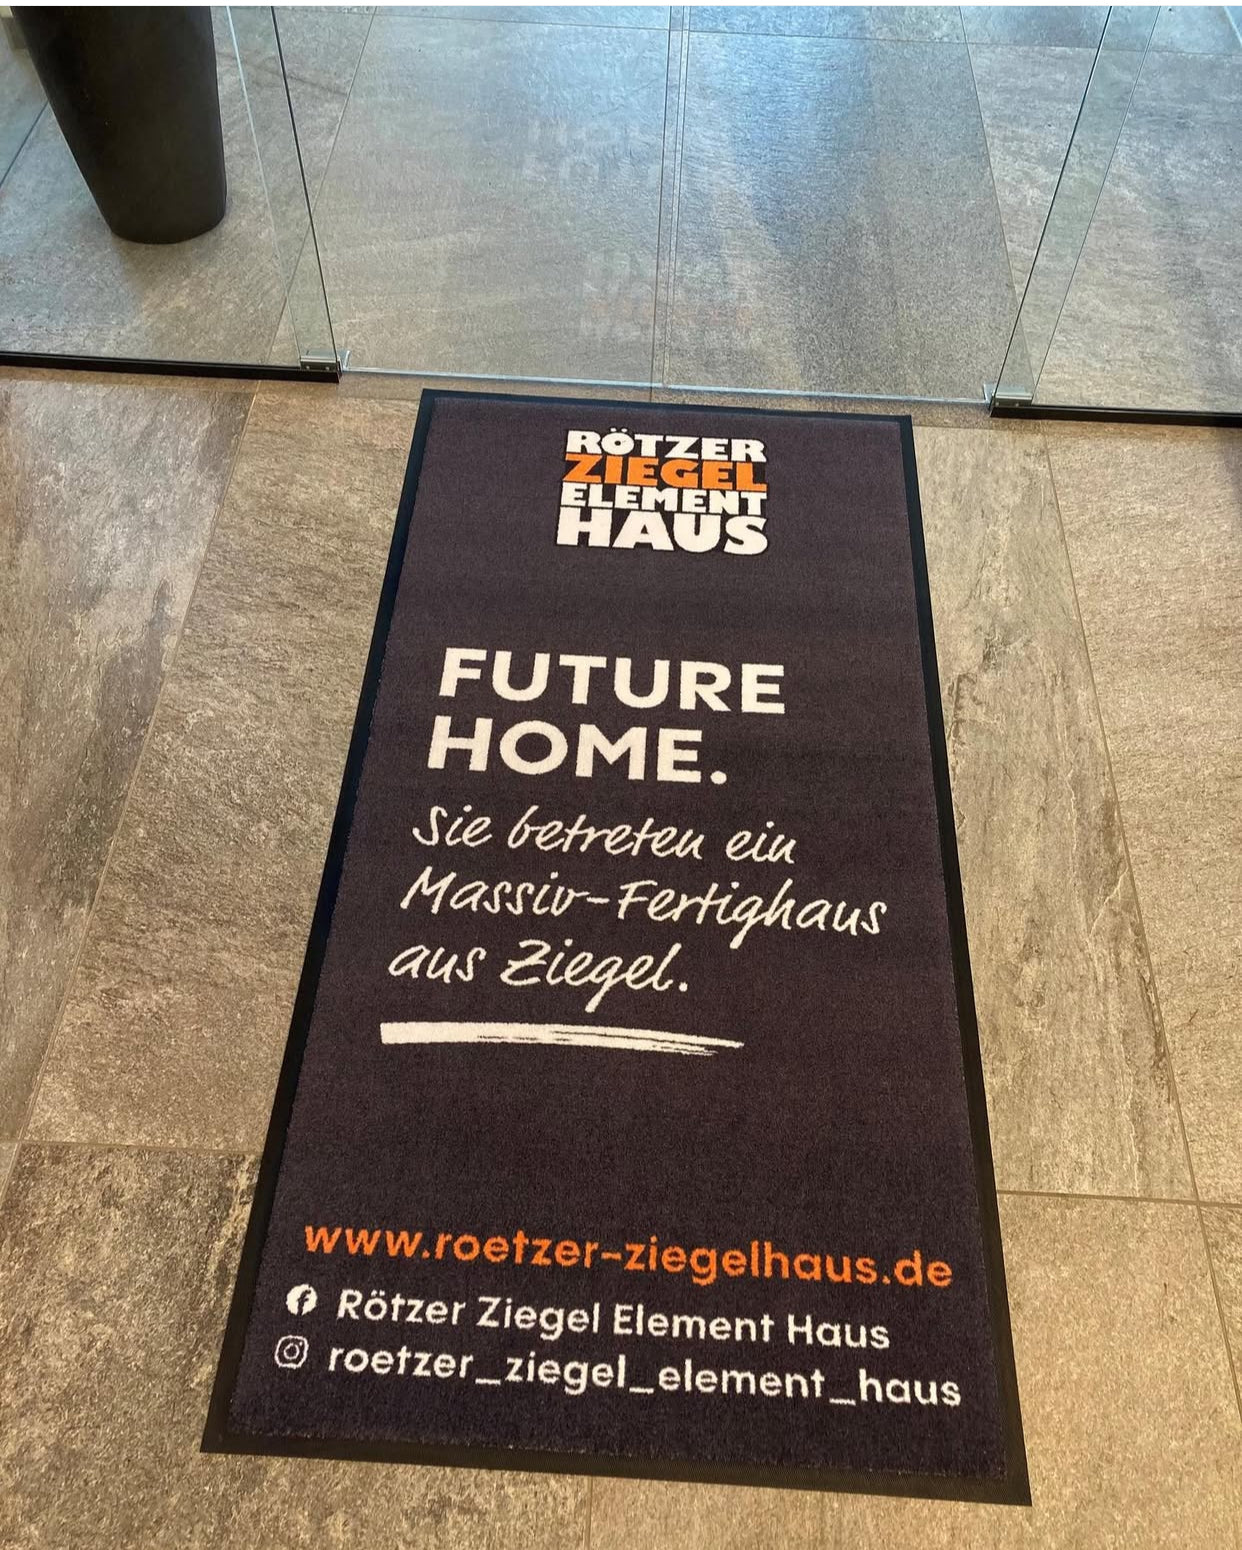 RÖTZER
ZIEGEL
ELEMENT
HAUS
FUTURE
HOME.
Sie betreten ein
Massiv-Fertighaus
aus Ziegel.
www.roetzer-ziegelhaus.de
Rötzer Ziegel Element Haus
roetzer_ziegel_element_haus